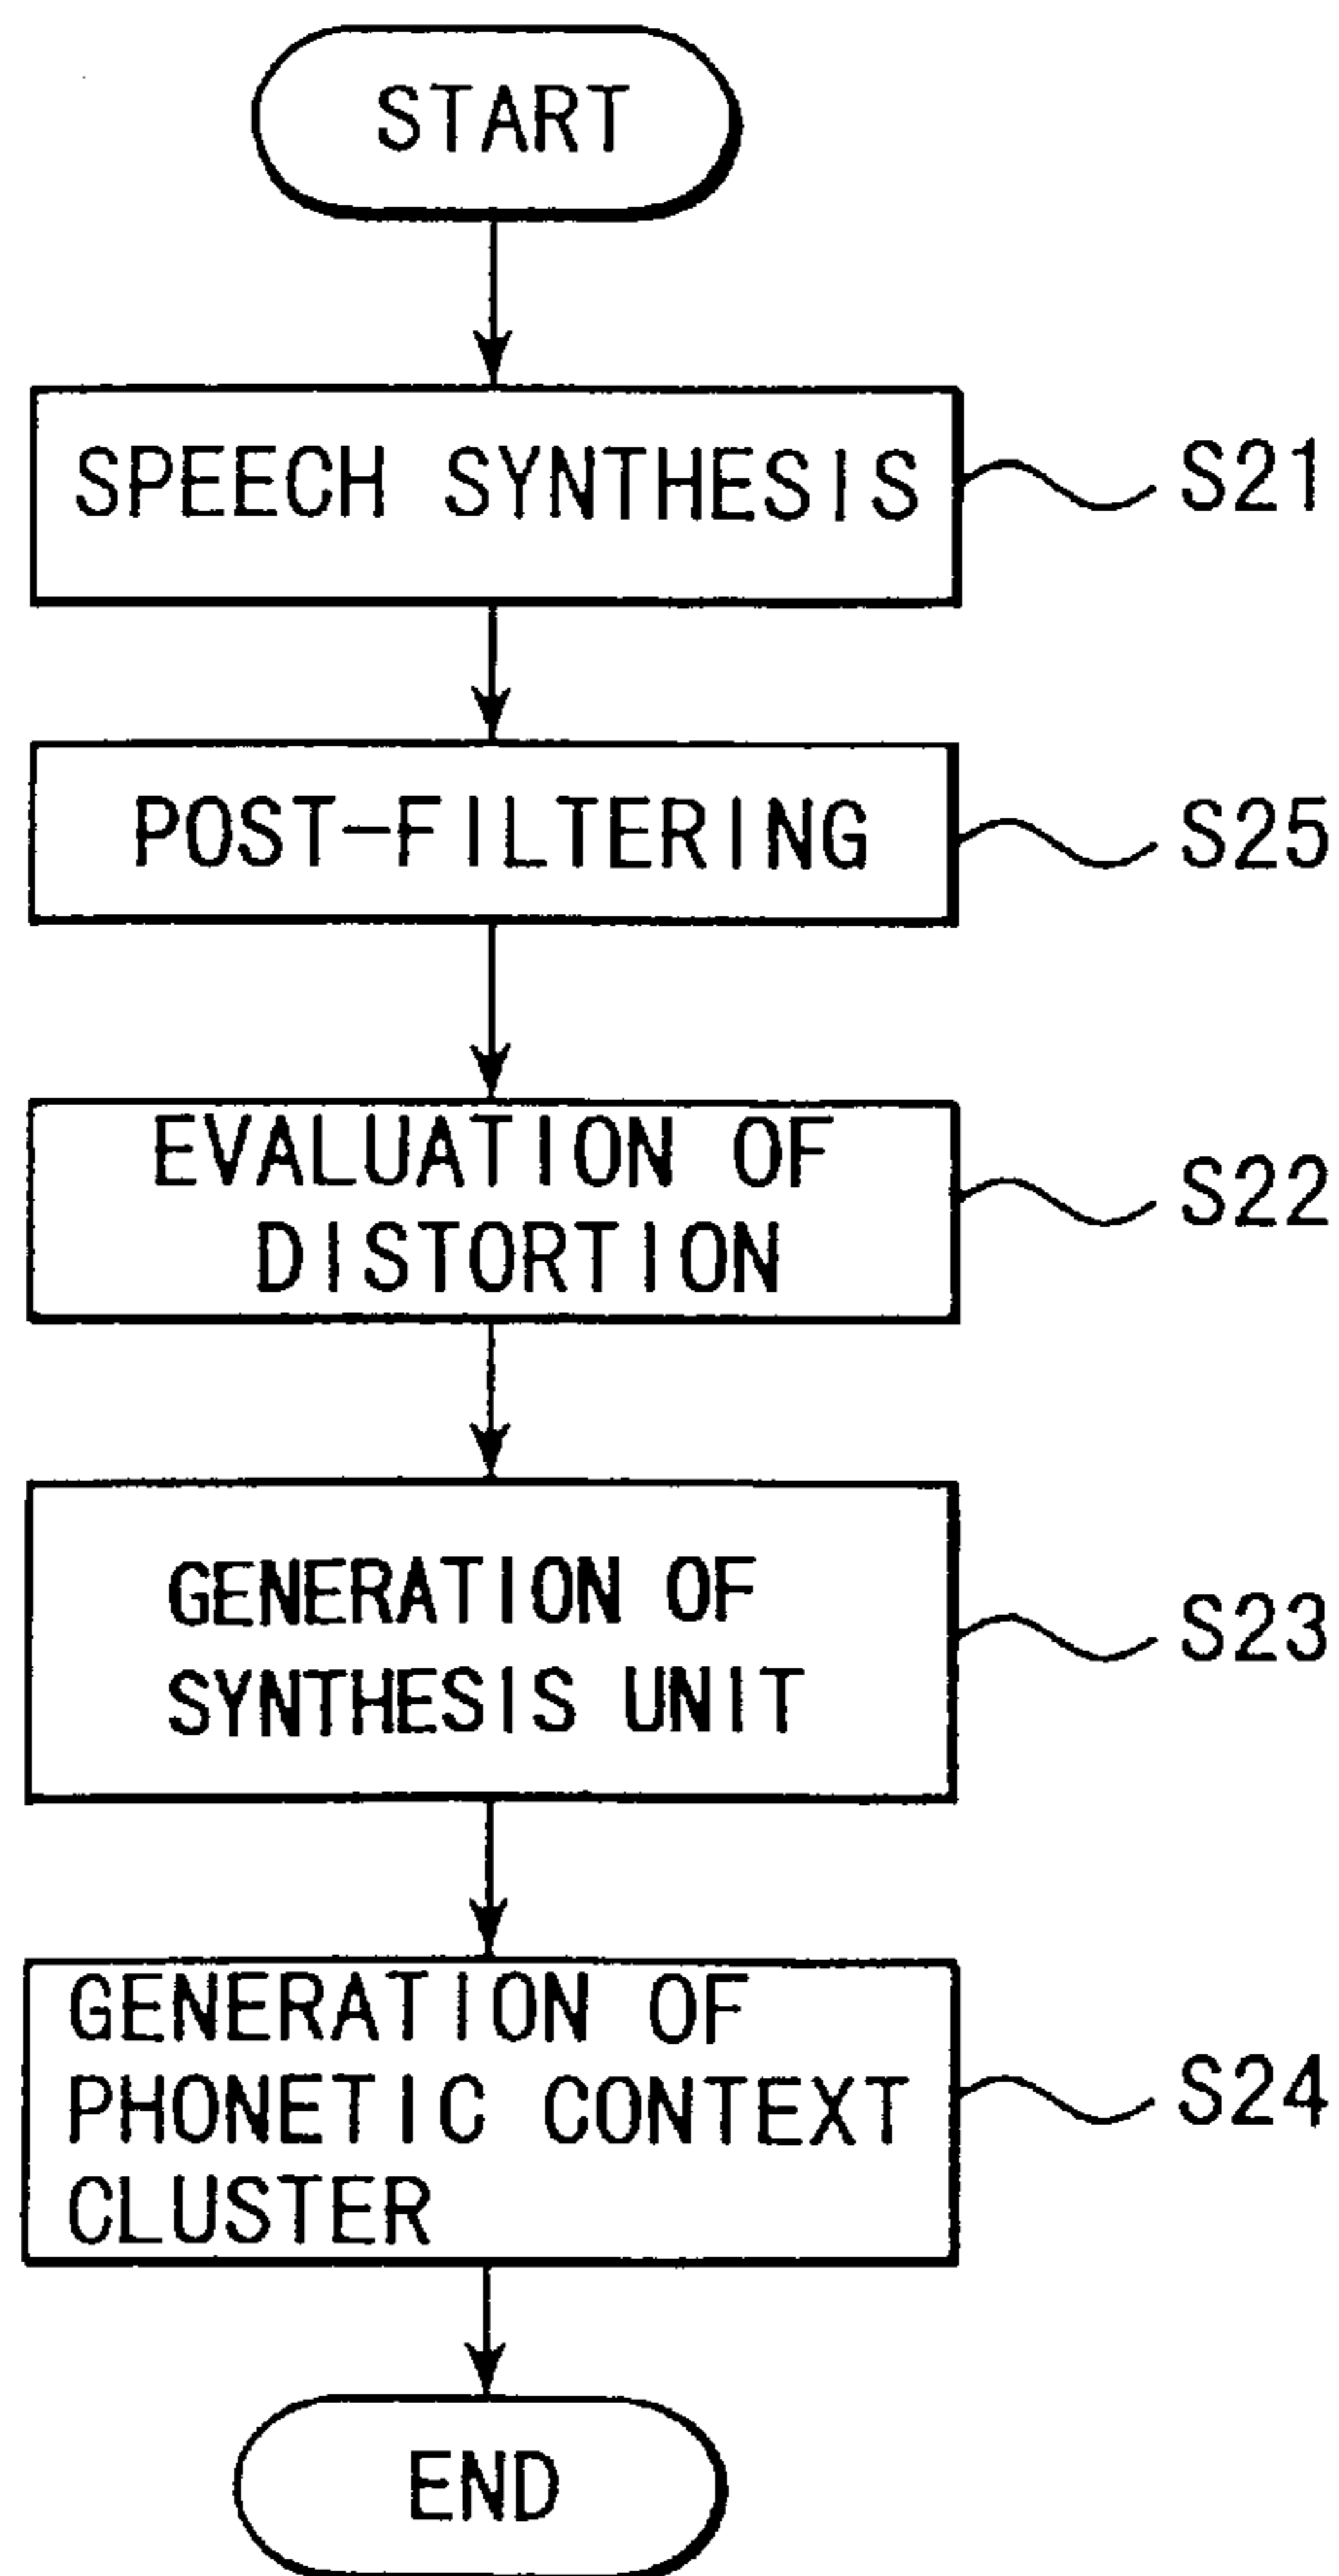 START
SPEECH SYNTHESIS
S21
POST-FILTERING
S25
EVALUATION OF
DISTORTION
S22
GENERATION OF
SYNTHESIS UNIT
S23
GENERATION OF
PHONETIC CONTEXT
CLUSTER
S24
END